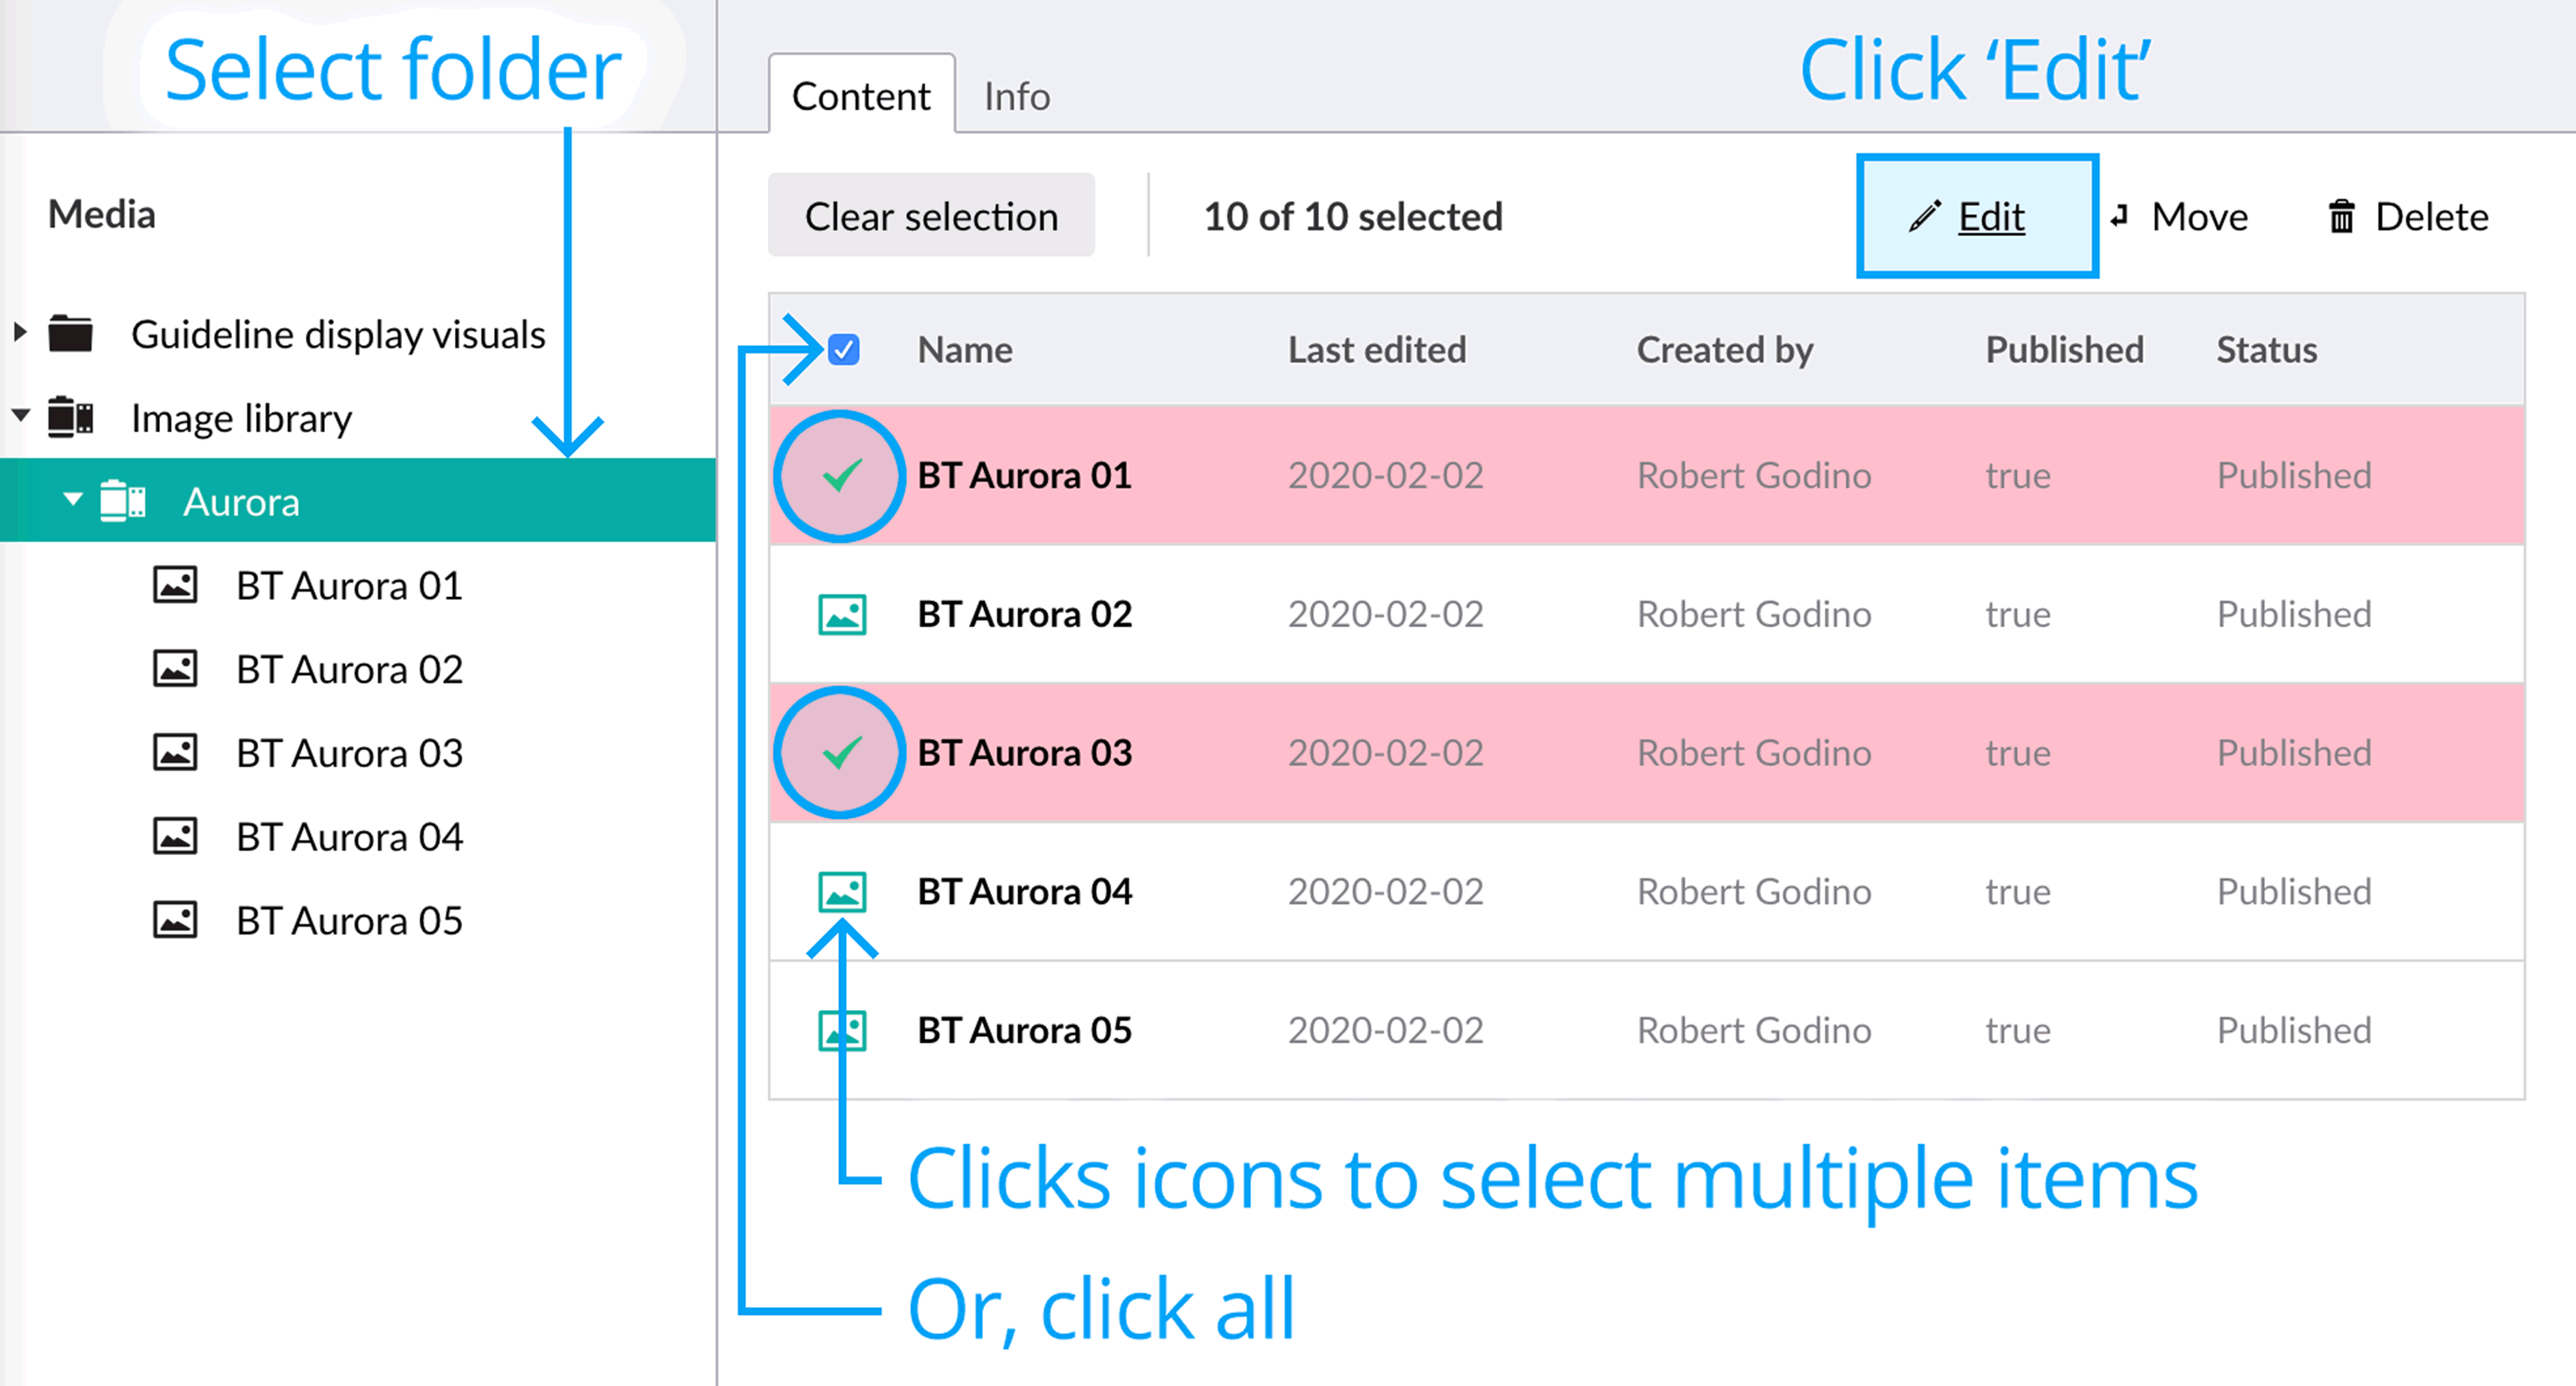 Select folder
Click ‘Edit’
Content Info
Media
Clear selection 10 of 10 selected Edit Move Delete
Guideline display visuals
Image library
Aurora
BT Aurora 01
BT Aurora 02
BT Aurora 03
BT Aurora 04
BT Aurora 05
Name Last edited Created by Published Status
BT Aurora 01 2020-02-02 Robert Godino true Published
BT Aurora 02 2020-02-02 Robert Godino true Published
BT Aurora 03 2020-02-02 Robert Godino true Published
BT Aurora 04 2020-02-02 Robert Godino true Published
BT Aurora 05 2020-02-02 Robert Godino true Published
Clicks icons to select multiple items
Or, click all